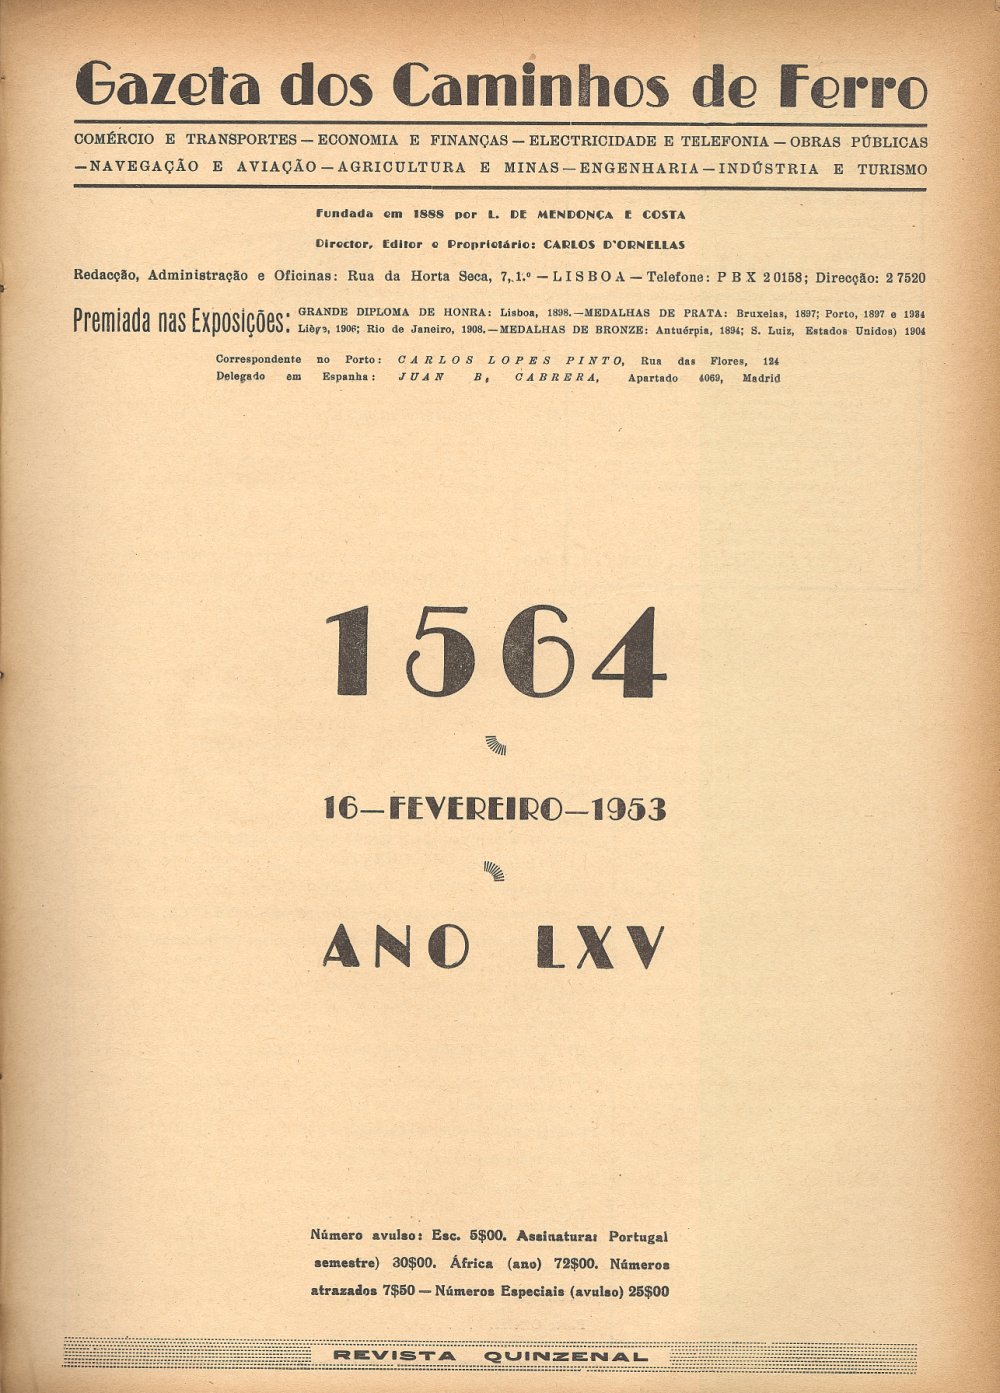 Gazeta dos Caminhos de Ferro
COMÉRCIO E TRANSPORTES — ECONOMIA E FINANÇAS — ELECTRICIDADE E TELEFONIA — OBRAS PÚBLICAS
— NAVEGAÇÃO E AVIAÇÃO — AGRICULTURA E MINAS — ENGENHARIA — INDÚSTRIA E TURISMO
Fundada em 1888 por L. DE MENDONÇA E COSTA
Director, Editor e Proprietário: CARLOS D'ORNELLAS
Redacção, Administração e Oficinas: Rua da Horta Seca, 7, 1.º — LISBOA — Telefone: PBX 20158; Direcção: 27520
Premiada nas Exposições:
GRANDE DIPLOMA DE HONRA: Lisboa, 1898. — MEDALHAS DE PRATA: Bruxelas, 1897; Porto, 1897 e 1934
Liège, 1906; Rio de Janeiro, 1908. — MEDALHAS DE BRONZE: Antuérpia, 1894; S. Luiz, Estados Unidos) 1904
Correspondente no Porto: CARLOS LOPES PINTO, Rua das Flores, 124
Delegado em Espanha: JUAN B, CABRERA, Apartado 4069, Madrid
1564
16—FEVEREIRO—1953
ANO LXV
Número avulso: Esc. 5$00. Assinatura: Portugal
semestre) 30$00. África (ano) 72$00. Números
atrazados 7$50 — Números Especiais (avulso) 25$00
REVISTA QUINZENAL